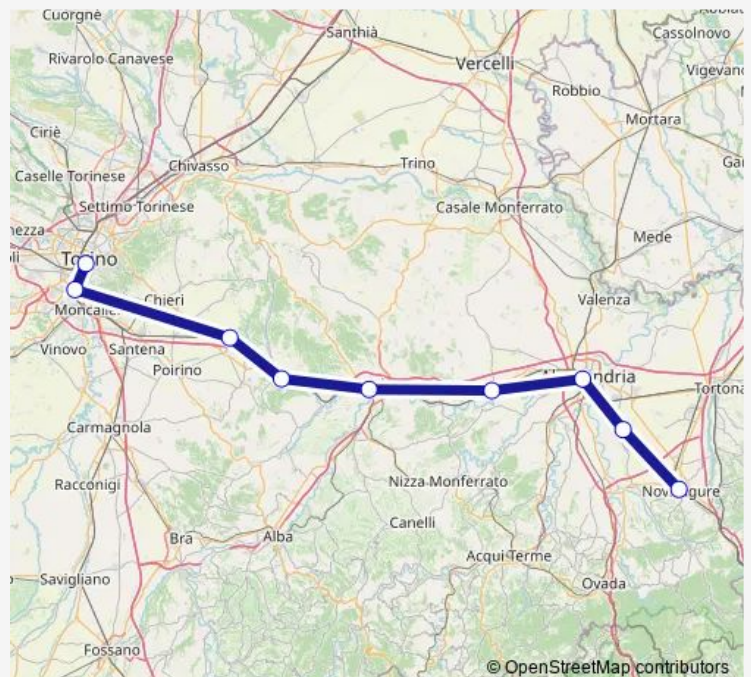 Cuorgnè
Santhià
Cassolnovo
Rivarolo Canavese
Vercelli
Robbio
Mortara
Ciriè
Chivasso
Trino
Caselle Torinese
Settimo Torinese
Casale Monferrato
Mede
Torino
Chieri
Valenza
Vinovo
Santena
Poirino
Tortona
Carmagnola
Racconigi
Nizza Monferrato
Canelli
Bra
Alba
Acqui Terme
Savigliano
Ovada
Fossano
© OpenStreetMap contributors